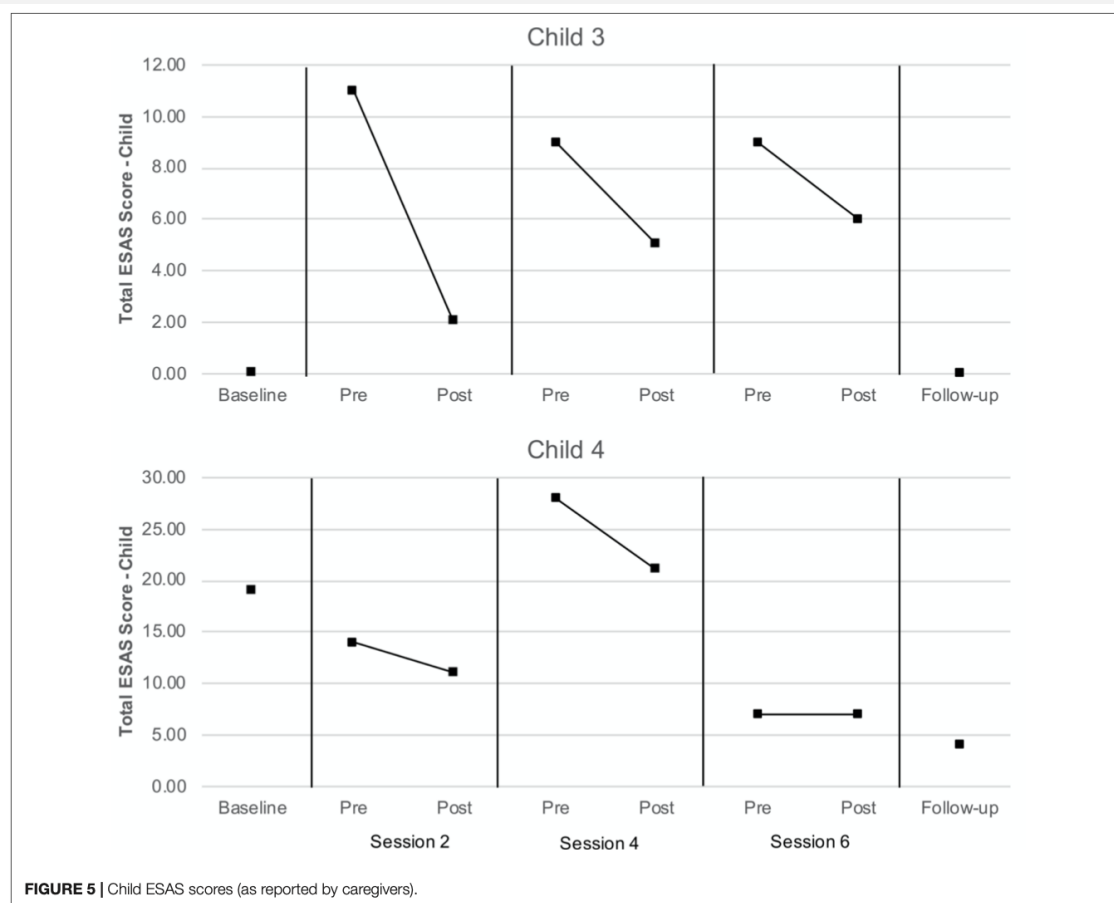 Child 3
Total ESAS Score - Child
12.00
10.00
8.00
6.00
4.00
2.00
0.00
Baseline Pre Post Pre Post Pre Post Follow-up
Child 4
Total ESAS Score - Child
30.00
25.00
20.00
15.00
10.00
5.00
0.00
Baseline Pre Post Pre Post Pre Post Follow-up
Session 2 Session 4 Session 6
FIGURE 5 | Child ESAS scores (as reported by caregivers).